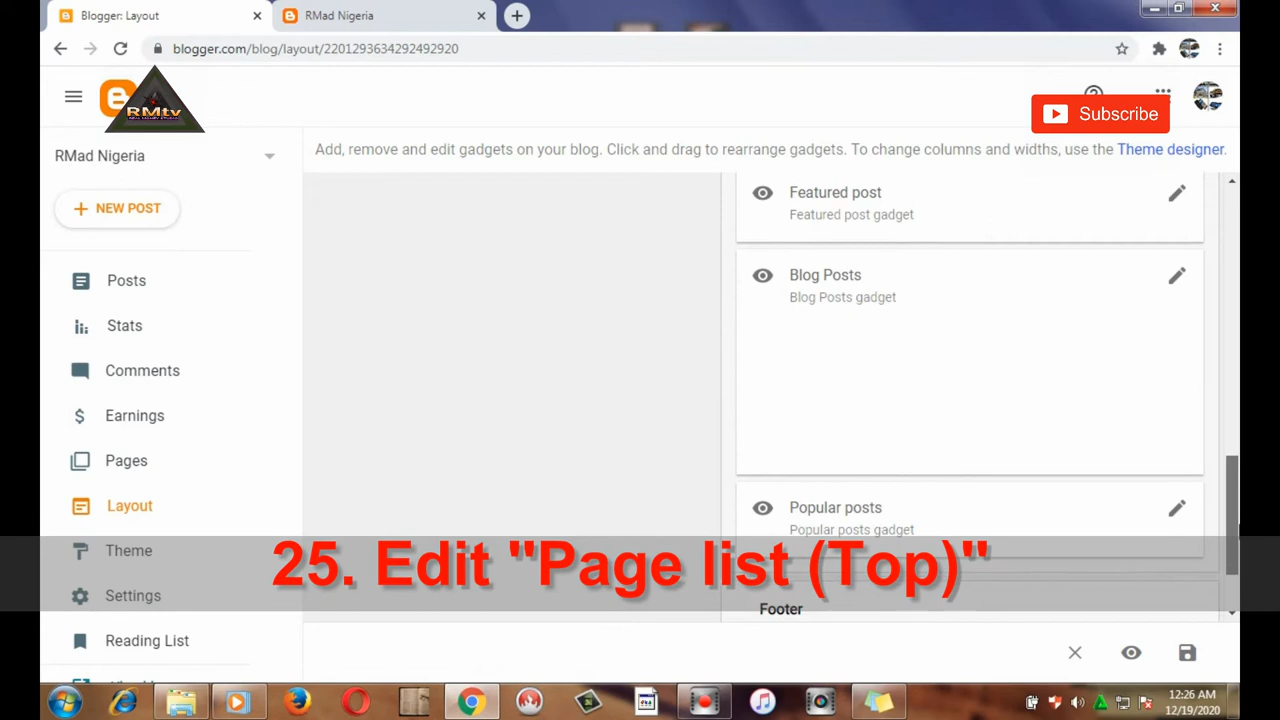 Blogger: Layout
RMad Nigeria
blogger.com/blog/layout/2201293634292492920
RMtv
Subscribe
RMad Nigeria
Add, remove and edit gadgets on your blog. Click and drag to rearrange gadgets. To change columns and widths, use the Theme designer.
NEW POST
Featured post
Featured post gadget
Posts
Blog Posts
Blog Posts gadget
Stats
Comments
Earnings
Pages
Layout
Popular posts
Popular posts gadget
Theme
25. Edit "Page list (Top)"
Settings
Footer
Reading List
12:26 AM
12/19/2020